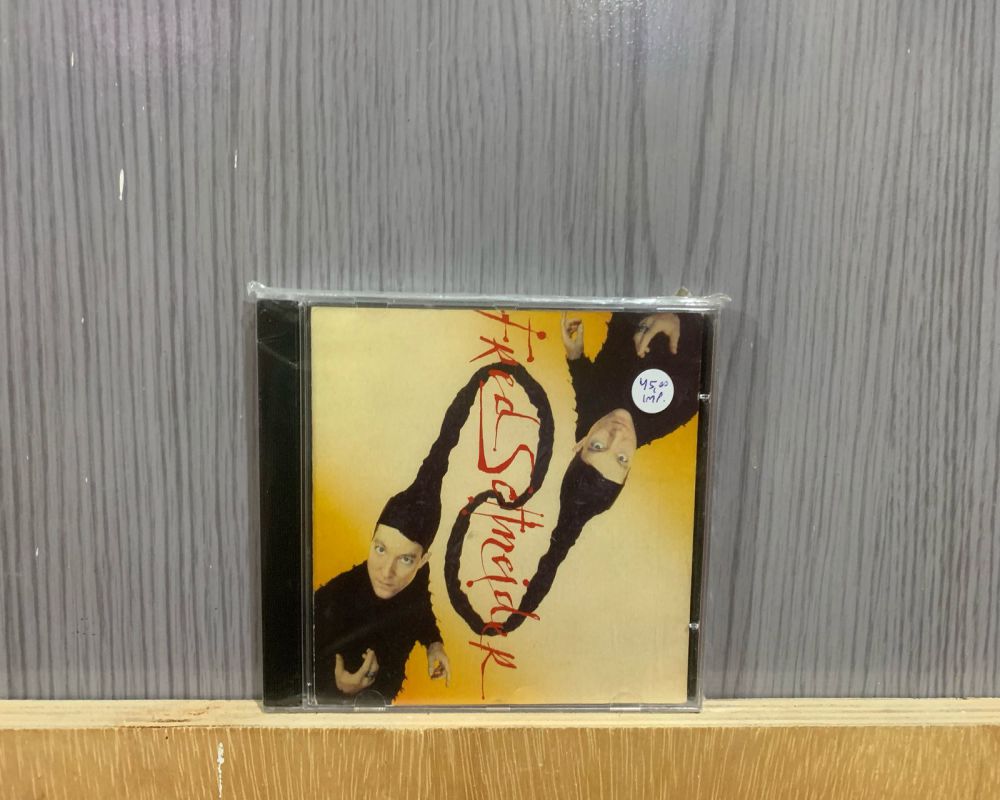 fred Schneider
45,00
IMP.